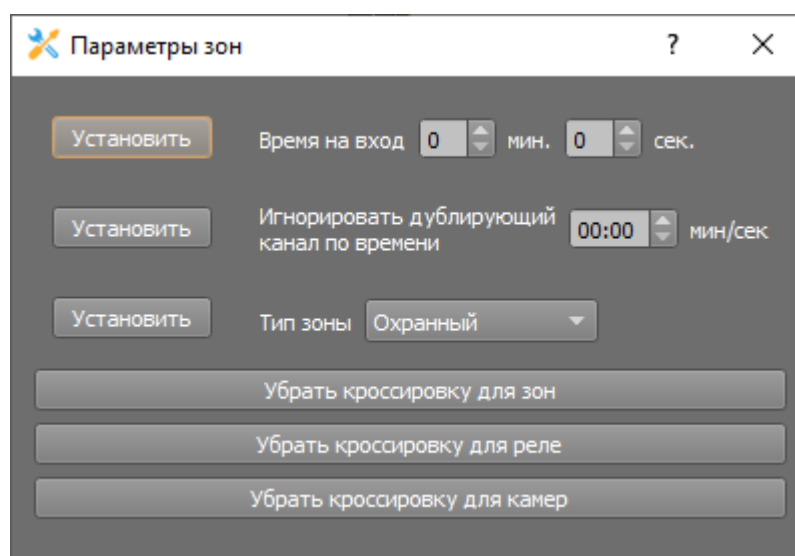 Параметры зон ?
Установить Время на вход 0 мин. 0 сек.
Установить Игнорировать дублирующий
канал по времени 00:00 мин/сек
Установить Тип зоны Охранный
Убрать кроссировку для зон
Убрать кроссировку для реле
Убрать кроссировку для камер